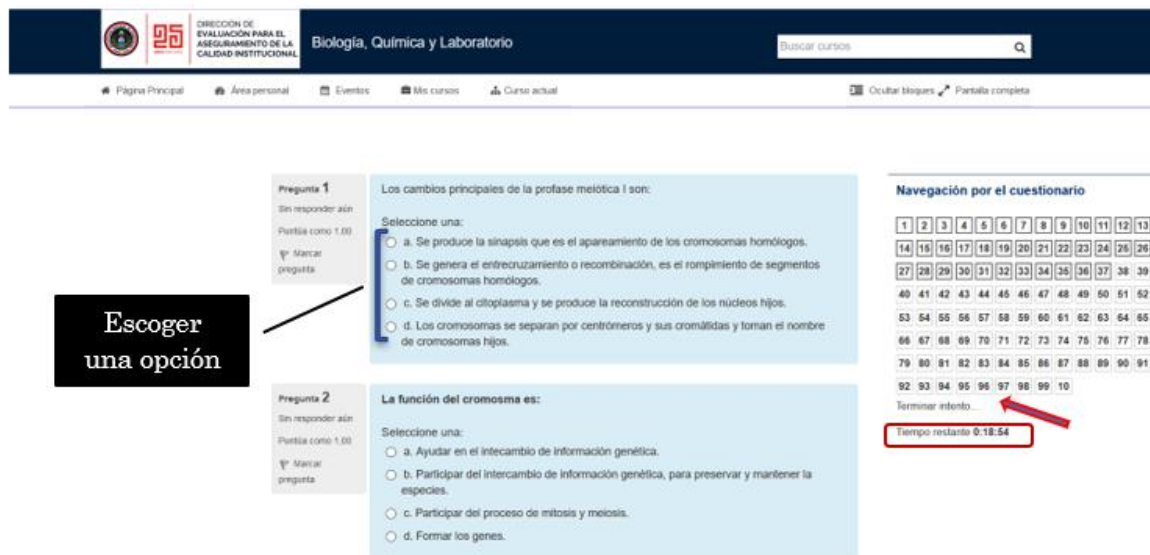 DIRECCIÓN DE
EVALUACIÓN PARA EL
ASEGURAMIENTO DE LA
CALIDAD INSTITUCIONAL
25
Biología, Química y Laboratorio
Buscar cursos
Página Principal
Área personal
Eventos
Mis cursos
Curso actual
Ocultar bloques
Pantalla completa
Pregunta 1
Sin responder aún
Puntúa como 1,00
Marcar
pregunta
Los cambios principales de la profase meiótica I son:
Seleccione una:
a. Se produce la sinapsis que es el apareamiento de los cromosomas homólogos.
b. Se genera el entrecruzamiento o recombinación, es el rompimiento de segmentos
de cromosomas homólogos.
c. Se divide al citoplasma y se produce la reconstrucción de los núcleos hijos.
d. Los cromosomas se separan por centrómeros y sus cromátidas y toman el nombre
de cromosomas hijos.
Escoger
una opción
Pregunta 2
Sin responder aún
Puntúa como 1,00
Marcar
pregunta
La función del cromosma es:
Seleccione una:
a. Ayudar en el intecambio de información genética.
b. Participar del intercambio de información genética, para preservar y mantener la
especies.
c. Participar del proceso de mitosis y meiosis.
d. Formar los genes.
Navegación por el cuestionario
1 2 3 4 5 6 7 8 9 10 11 12 13
14 15 16 17 18 19 20 21 22 23 24 25 26
27 28 29 30 31 32 33 34 35 36 37 38 39
40 41 42 43 44 45 46 47 48 49 50 51 52
53 54 55 56 57 58 59 60 61 62 63 64 65
66 67 68 69 70 71 72 73 74 75 76 77 78
79 80 81 82 83 84 85 86 87 88 89 90 91
92 93 94 95 96 97 98 99 10
Terminar intento...
Tiempo restante 0:18:54